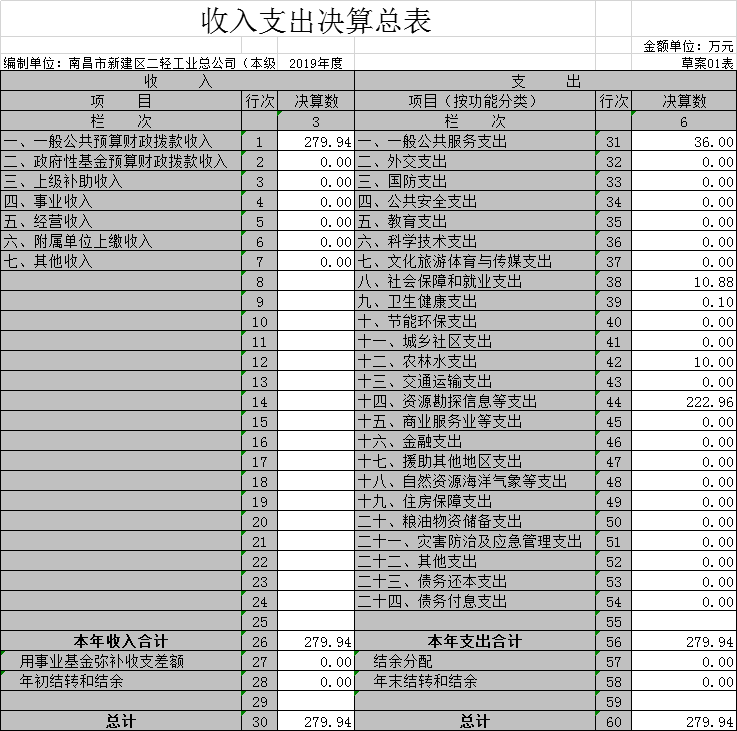 收入支出决算总表
金额单位：万元
编制单位：南昌市新建区二轻工业总公司（本级 2019年度 草案01表
收 入 支 出
项 目 行次 决算数 项目（按功能分类） 行次 决算数
栏 次 3 栏 次 6
一、一般公共预算财政拨款收入 1 279.94 一、一般公共服务支出 31 36.00
二、政府性基金预算财政拨款收入 2 0.00 二、外交支出 32 0.00
三、上级补助收入 3 0.00 三、国防支出 33 0.00
四、事业收入 4 0.00 四、公共安全支出 34 0.00
五、经营收入 5 0.00 五、教育支出 35 0.00
六、附属单位上缴收入 6 0.00 六、科学技术支出 36 0.00
七、其他收入 7 0.00 七、文化旅游体育与传媒支出 37 0.00
8 八、社会保障和就业支出 38 10.88
9 九、卫生健康支出 39 0.10
10 十、节能环保支出 40 0.00
11 十一、城乡社区支出 41 0.00
12 十二、农林水支出 42 10.00
13 十三、交通运输支出 43 0.00
14 十四、资源勘探信息等支出 44 222.96
15 十五、商业服务业等支出 45 0.00
16 十六、金融支出 46 0.00
17 十七、援助其他地区支出 47 0.00
18 十八、自然资源海洋气象等支出 48 0.00
19 十九、住房保障支出 49 0.00
20 二十、粮油物资储备支出 50 0.00
21 二十一、灾害防治及应急管理支出 51 0.00
22 二十二、其他支出 52 0.00
23 二十三、债务还本支出 53 0.00
24 二十四、债务付息支出 54 0.00
25 55
本年收入合计 26 279.94 本年支出合计 56 279.94
用事业基金弥补收支差额 27 0.00 结余分配 57 0.00
年初结转和结余 28 0.00 年末结转和结余 58 0.00
29 59
总计 30 279.94 总计 60 279.94